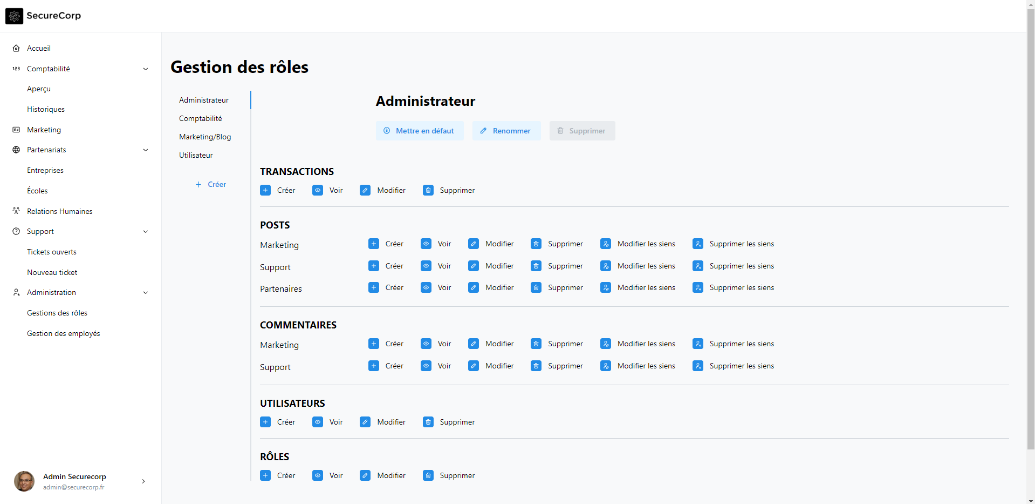 SecureCorp
Accueil
Comptabilité
Aperçu
Historiques
Marketing
Partenariats
Entreprises
Écoles
Relations Humaines
Support
Tickets ouverts
Nouveau ticket
Administration
Gestions des rôles
Gestion des employés
Admin Securecorp
admin@securecorp.fr
Gestion des rôles
Administrateur
Comptabilité
Marketing/Blog
Utilisateur
+ Créer
Administrateur
Mettre en défaut Renommer Supprimer
TRANSACTIONS
Créer Voir Modifier Supprimer
POSTS
Marketing Créer Voir Modifier Supprimer Modifier les siens Supprimer les siens
Support Créer Voir Modifier Supprimer Modifier les siens Supprimer les siens
Partenaires Créer Voir Modifier Supprimer Modifier les siens Supprimer les siens
COMMENTAIRES
Marketing Créer Voir Modifier Supprimer Modifier les siens Supprimer les siens
Support Créer Voir Modifier Supprimer Modifier les siens Supprimer les siens
UTILISATEURS
Créer Voir Modifier Supprimer
RÔLES
Créer Voir Modifier Supprimer